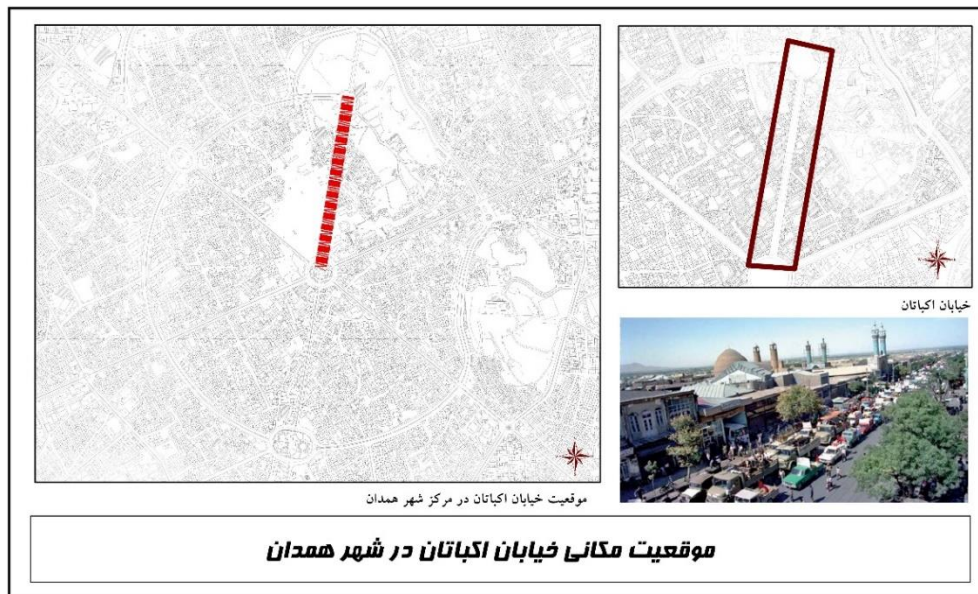 خیابان اکباتان
موقعیت خیابان اکباتان در مرکز شهر همدان
موقعیت مکانی خیابان اکباتان در شهر همدان